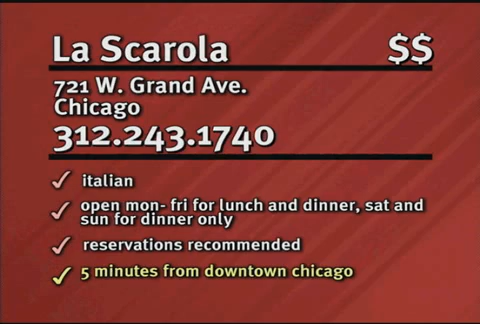 La Scarola $$
721 W. Grand Ave.
Chicago
312.243.1740
italian
open mon- fri for lunch and dinner, sat and
sun for dinner only
reservations recommended
5 minutes from downtown chicago